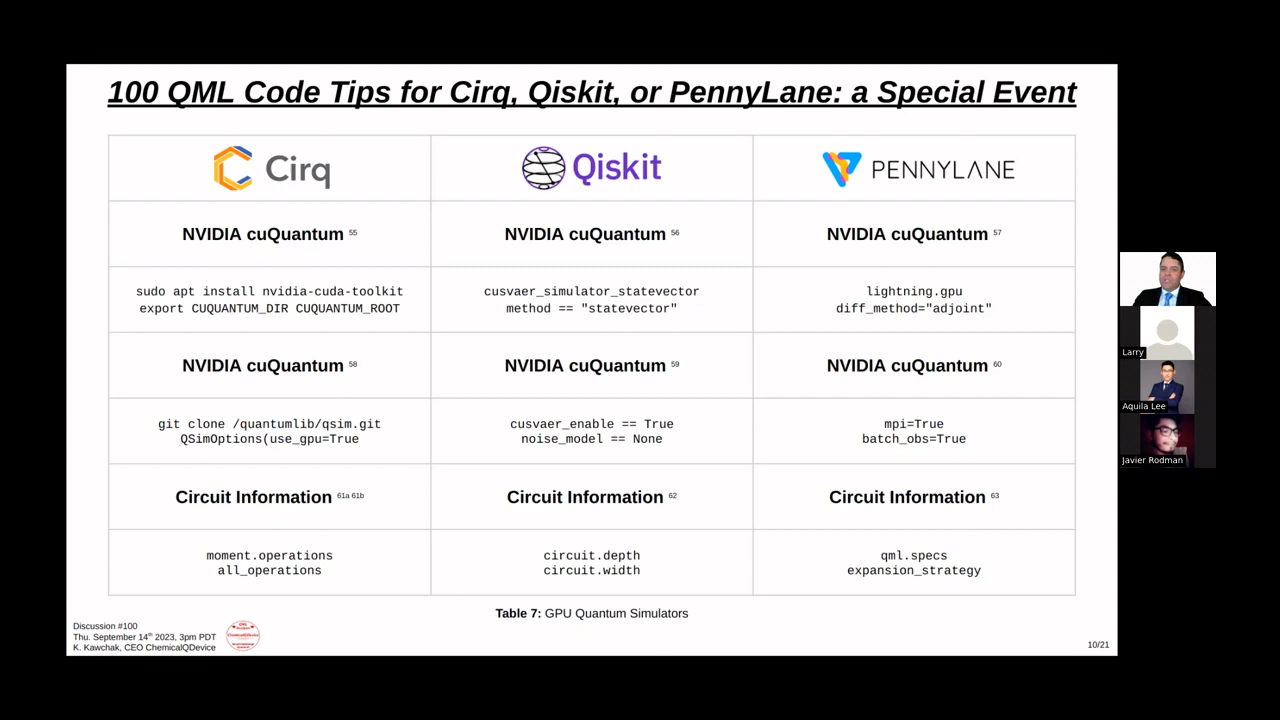 100 QML Code Tips for Cirq, Qiskit, or PennyLane: a Special Event
Cirq
Qiskit
PENNYLANE
NVIDIA cuQuantum 55
NVIDIA cuQuantum 56
NVIDIA cuQuantum 57
sudo apt install nvidia-cuda-toolkit
export CUQUANTUM_DIR CUQUANTUM_ROOT
cusvaer_simulator_statevector
method == "statevector"
lightning.gpu
diff_method="adjoint"
NVIDIA cuQuantum 58
NVIDIA cuQuantum 59
NVIDIA cuQuantum 60
git clone /quantumlib/qsim.git
QSimOptions(use_gpu=True
cusvaer_enable == True
noise_model == None
mpi=True
batch_obs=True
Circuit Information 61a 61b
Circuit Information 62
Circuit Information 63
moment.operations
all_operations
circuit.depth
circuit.width
qml.specs
expansion_strategy
Table 7: GPU Quantum Simulators
Discussion #100
Thu. September 14th 2023, 3pm PDT
K. Kawchak, CEO ChemicalQDevice
ChemicalQDevice
10/21
Larry
Aquila Lee
Javier Rodman